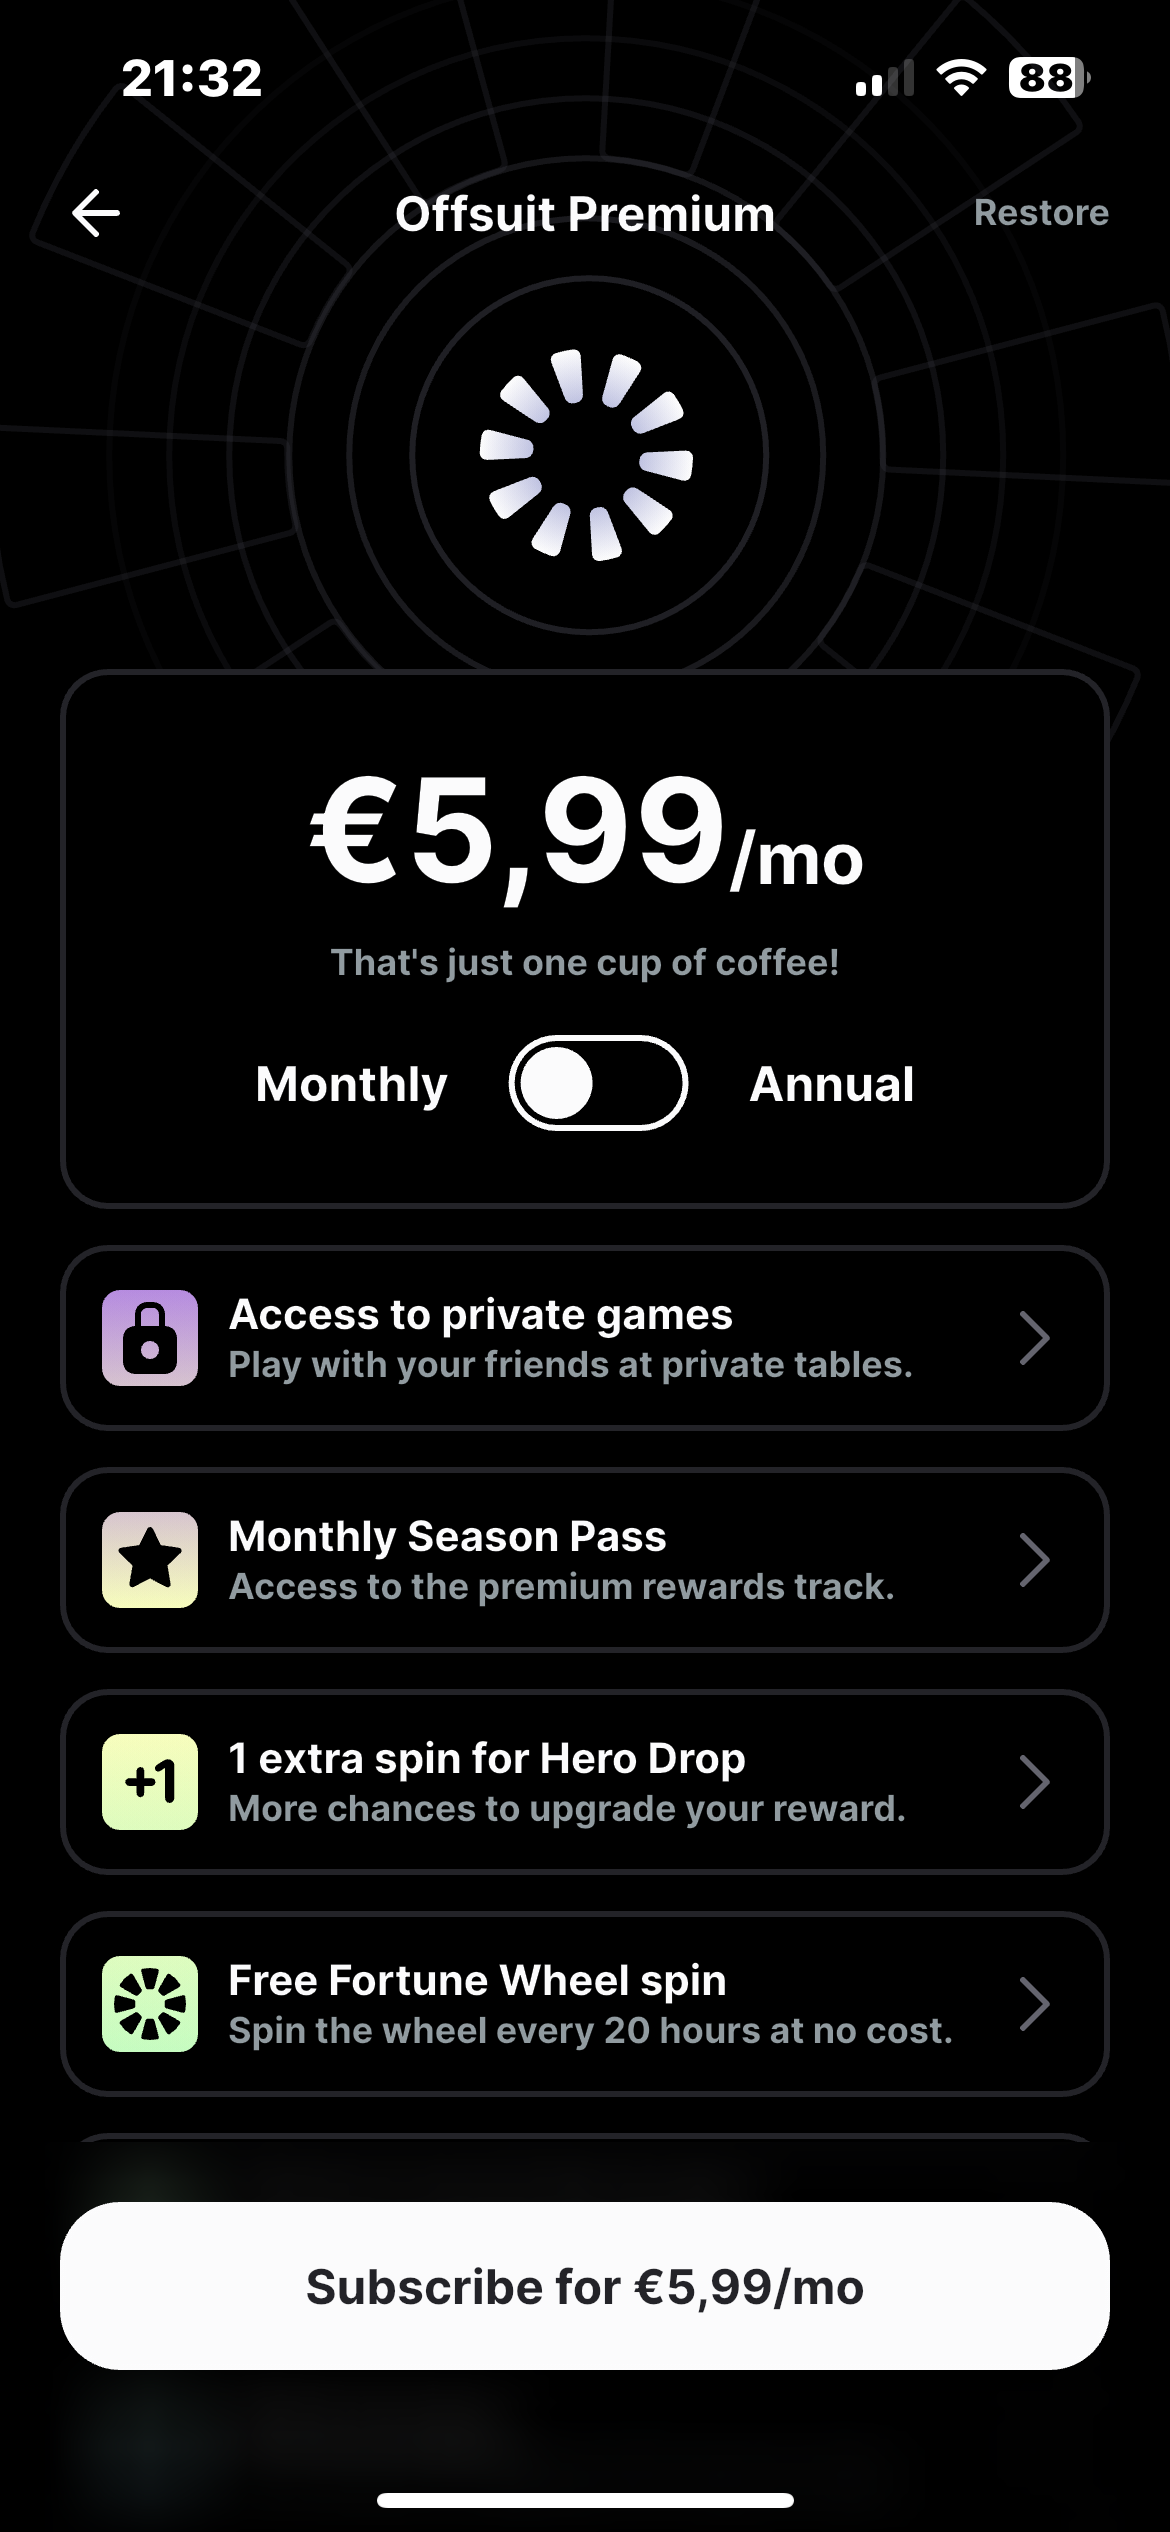 21:32
88
Offsuit Premium
Restore
€5,99/mo
That's just one cup of coffee!
Monthly
Annual
Access to private games
Play with your friends at private tables.
Monthly Season Pass
Access to the premium rewards track.
+1
1 extra spin for Hero Drop
More chances to upgrade your reward.
Free Fortune Wheel spin
Spin the wheel every 20 hours at no cost.
Subscribe for €5,99/mo